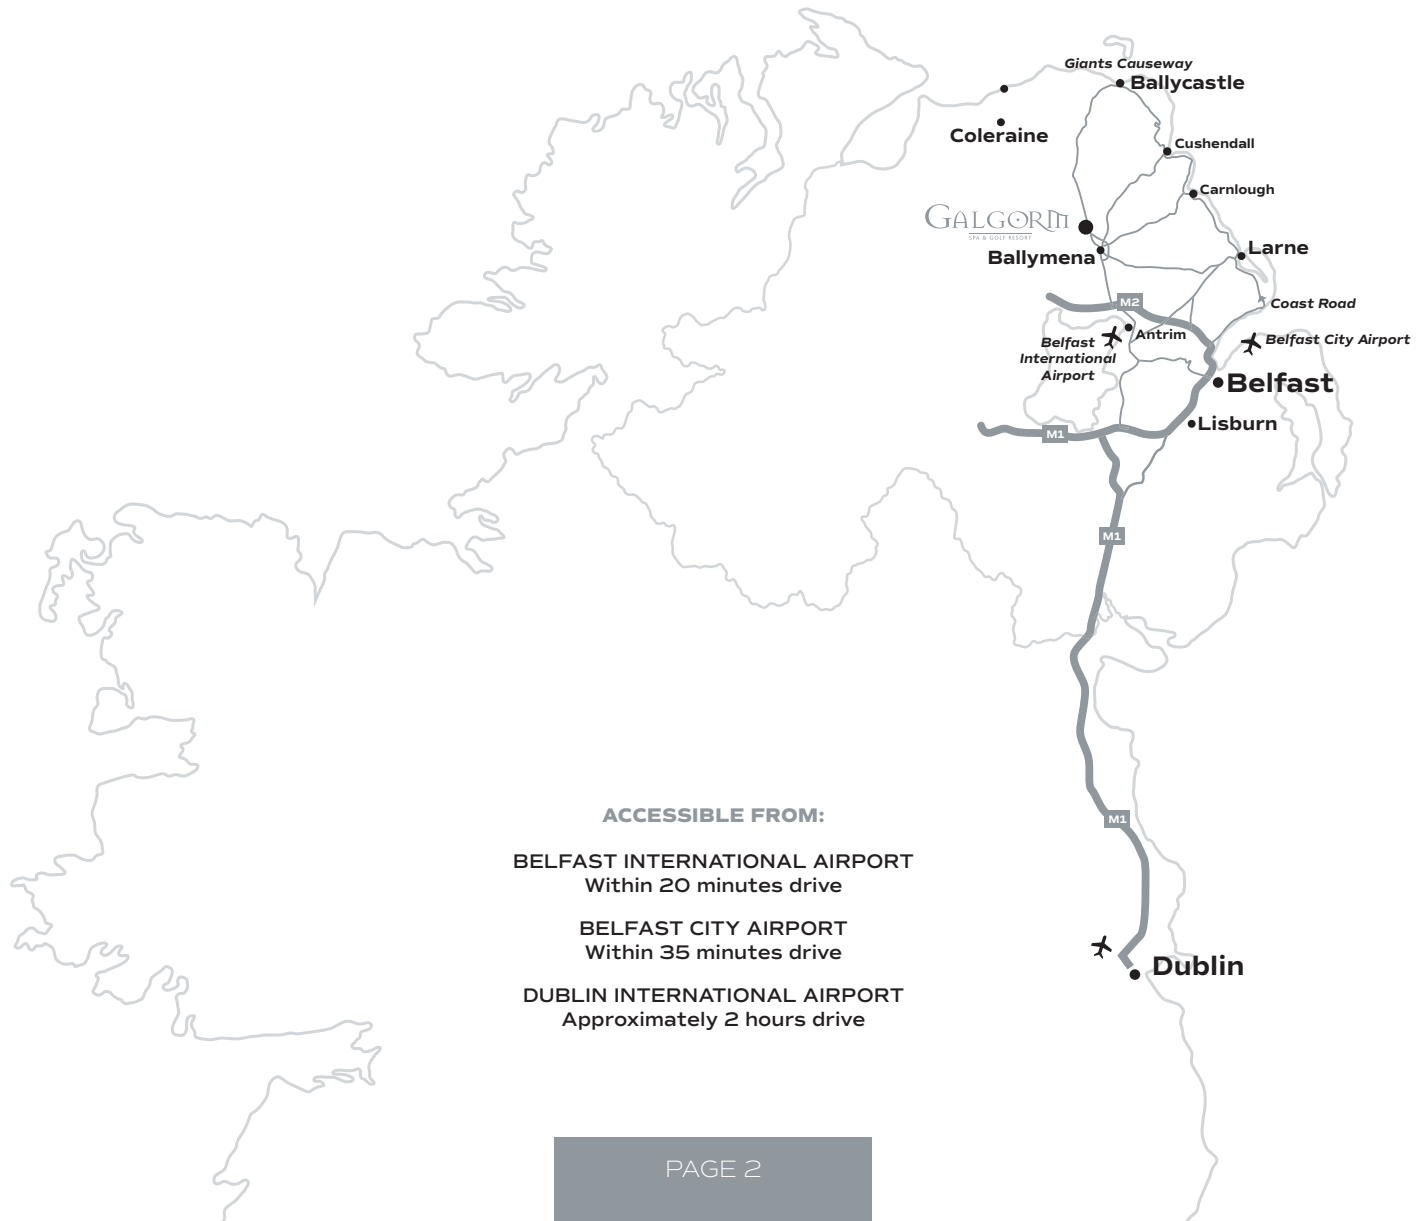 Giants Causeway
Ballycastle
Coleraine
Cushendall
Carnlough
GALGORM
SPA & GOLF RESORT
Ballymena
Larne
M2
Coast Road
Antrim
Belfast
International
Airport
Belfast City Airport
Belfast
M1
Lisburn
M1
M1
ACCESSIBLE FROM:
BELFAST INTERNATIONAL AIRPORT
Within 20 minutes drive
BELFAST CITY AIRPORT
Within 35 minutes drive
DUBLIN INTERNATIONAL AIRPORT
Approximately 2 hours drive
Dublin
PAGE 2